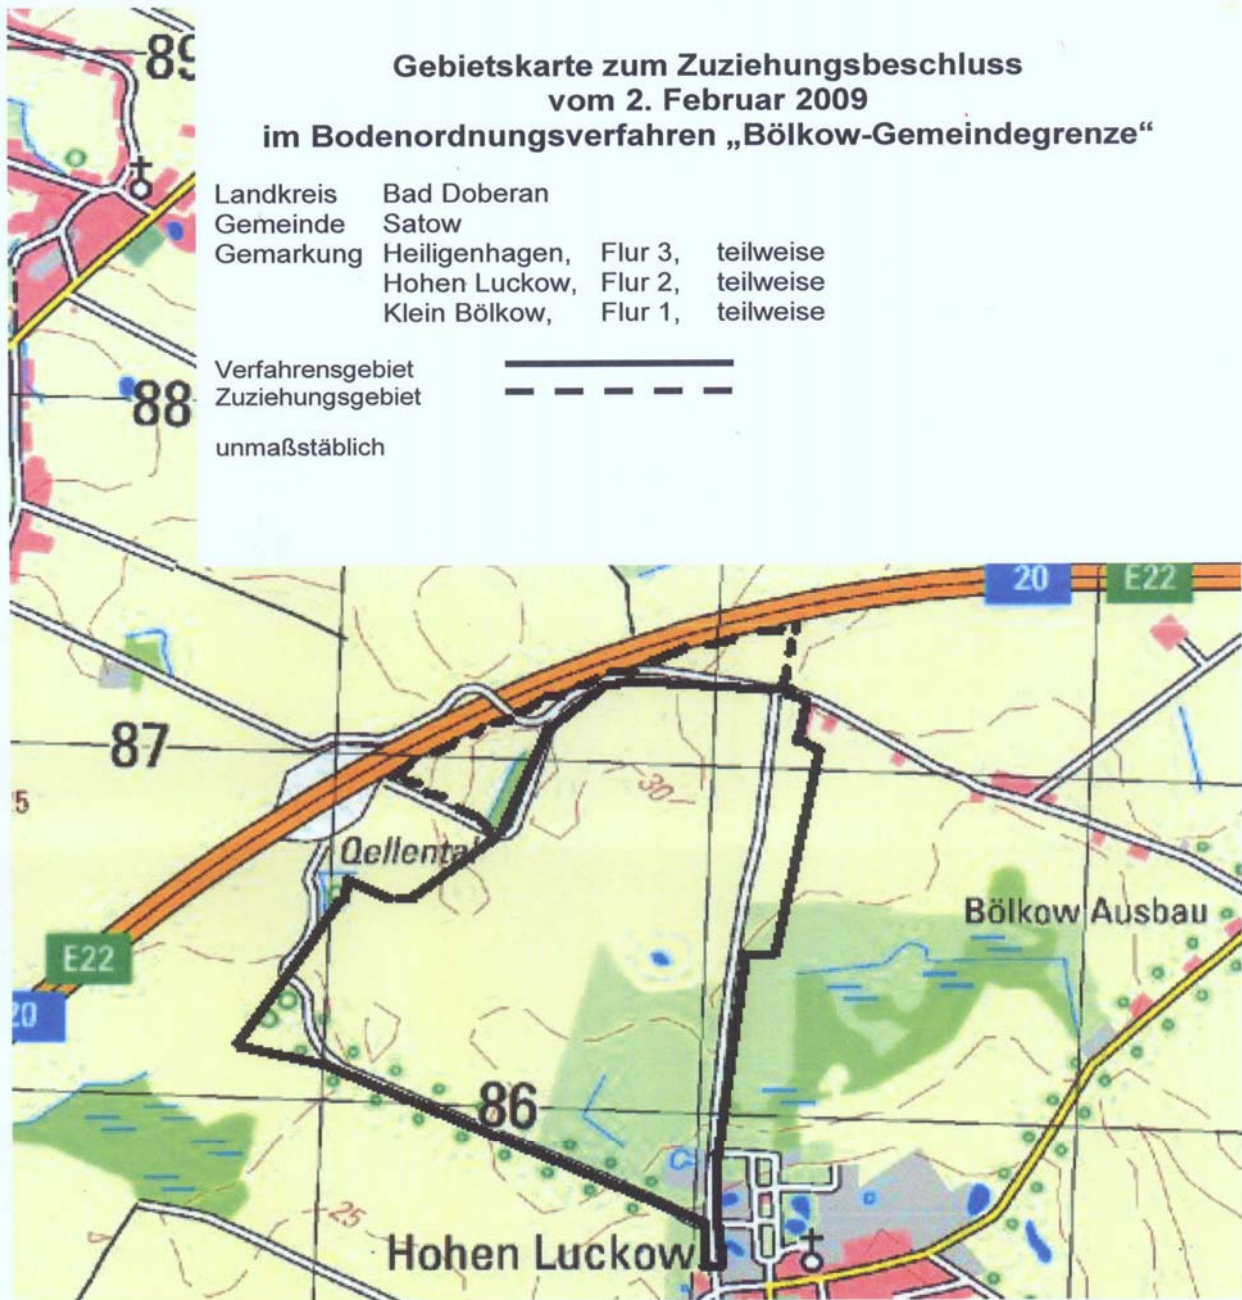 Gebietskarte zum Zuziehungsbeschluss
vom 2. Februar 2009
im Bodenordnungsverfahren „Bölkow-Gemeindegrenze“
Landkreis Bad Doberan
Gemeinde Satow
Gemarkung Heiligenhagen, Flur 3, teilweise
Hohen Luckow, Flur 2, teilweise
Klein Bölkow, Flur 1, teilweise
Verfahrensgebiet
Zuziehungsgebiet
unmaßstäblich
89
88
20 E22
87
5
30
Qellental
Bölkow Ausbau
E22
20
86
25
Hohen Luckow